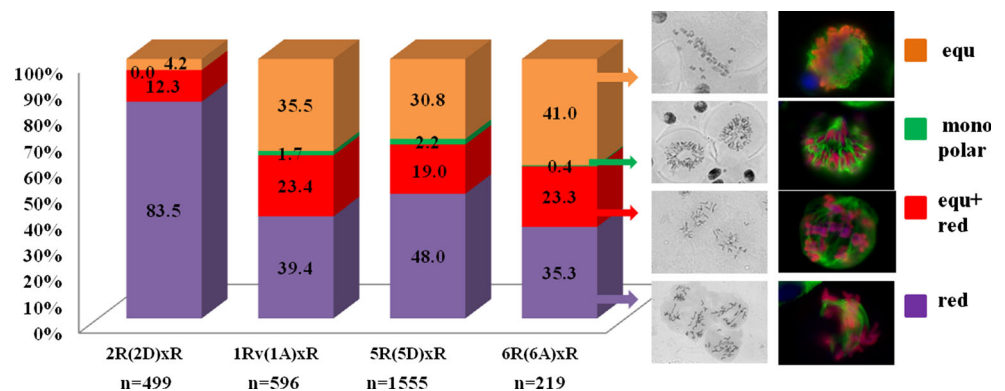 100%
90%
80%
70%
60%
50%
40%
30%
20%
10%
0%
4.2
0.0
12.3
83.5
35.5
1.7
23.4
39.4
30.8
2.2
19.0
48.0
41.0
0.4
23.3
35.3
2R(2D)xR
1Rv(1A)xR
5R(5D)xR
6R(6A)xR
n=499
n=596
n=1555
n=219
equ
mono
polar
equ+
red
red